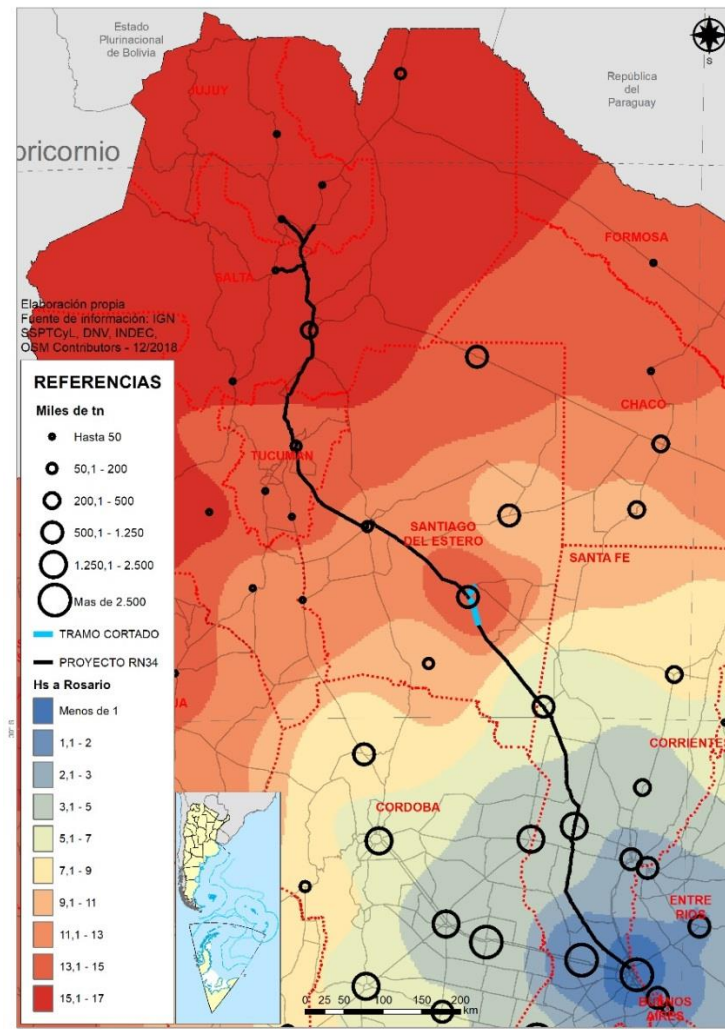 Estado
Plurinacional
de Bolivia
S
República
del
Paraguay
JUJUY
oricornio
FORMOSA
SALTA
Elaboración propia
Fuente de información: IGN
SSPTCyL, DNV, INDEC,
OSM Contributors - 12/2018.
REFERENCIAS
Miles de tn
Hasta 50
50,1 - 200
200,1 - 500
500,1 - 1.250
1.250,1 - 2.500
Mas de 2.500
TRAMO CORTADO
PROYECTO RN34
Hs a Rosario
Menos de 1
1,1 - 2
2,1 - 3
3,1 - 5
5,1 - 7
7,1 - 9
9,1 - 11
11,1 - 13
13,1 - 15
15,1 - 17
CHACO
TUCUMAN
SANTIAGO
DEL ESTERO
SANTA FE
JA
30° S
CORRIENTES
CORDOBA
ENTRE
RIOS
BUENOS
AIRES
0 25 50 100 150 200
km